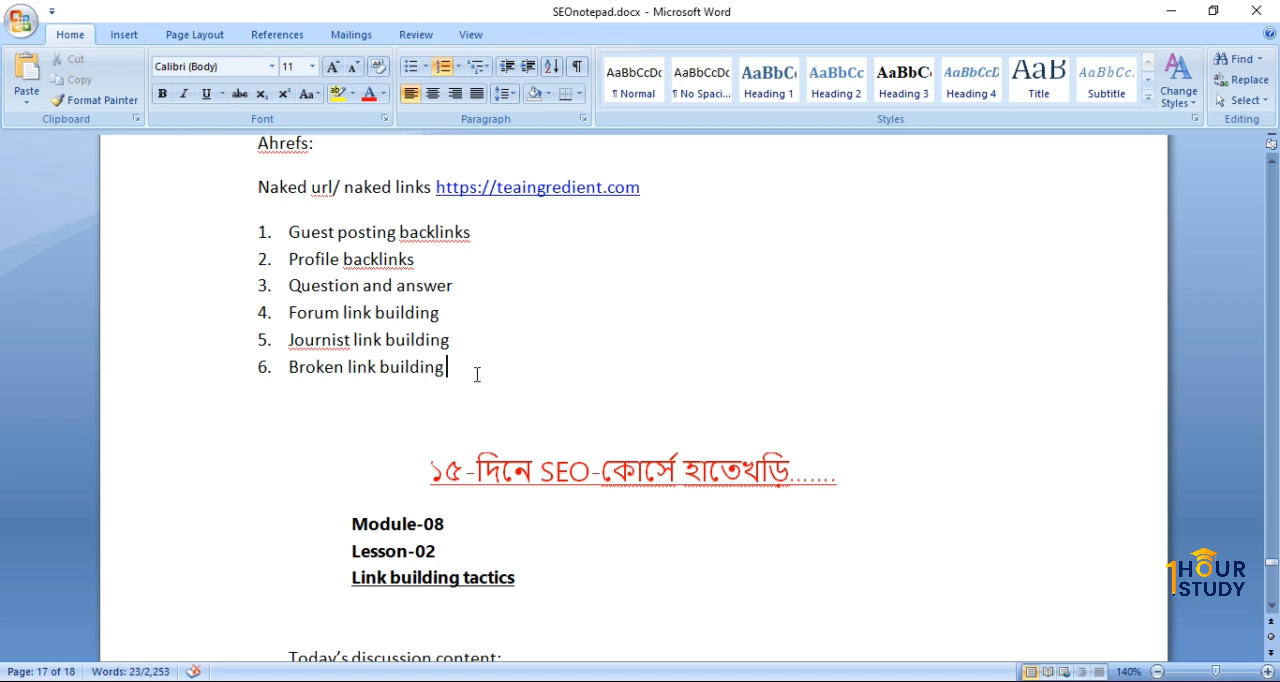 SEOnotepad.docx - Microsoft Word
Home Insert Page Layout References Mailings Review View
Paste
Cut
Copy
Format Painter
Clipboard
Calibri (Body) 11
Font
Paragraph
AaBbCcDc AaBbCcDc AaBbC AaBbCc AaBbC AaBbCcD AaB AaBbCc.
¶ Normal ¶ No Spaci... Heading 1 Heading 2 Heading 3 Heading 4 Title Subtitle
Change Styles
Styles
Find
Replace
Select
Editing
Ahrefs:
Naked url/ naked links https://teaingredient.com
1. Guest posting backlinks
2. Profile backlinks
3. Question and answer
4. Forum link building
5. Journist link building
6. Broken link building
১৫-দিনে SEO-কোর্সে হাতেখড়ি.......
Module-08
Lesson-02
Link building tactics
Today's discussion content:
1HOUR
STUDY
Page: 17 of 18 Words: 23/2,253 140%